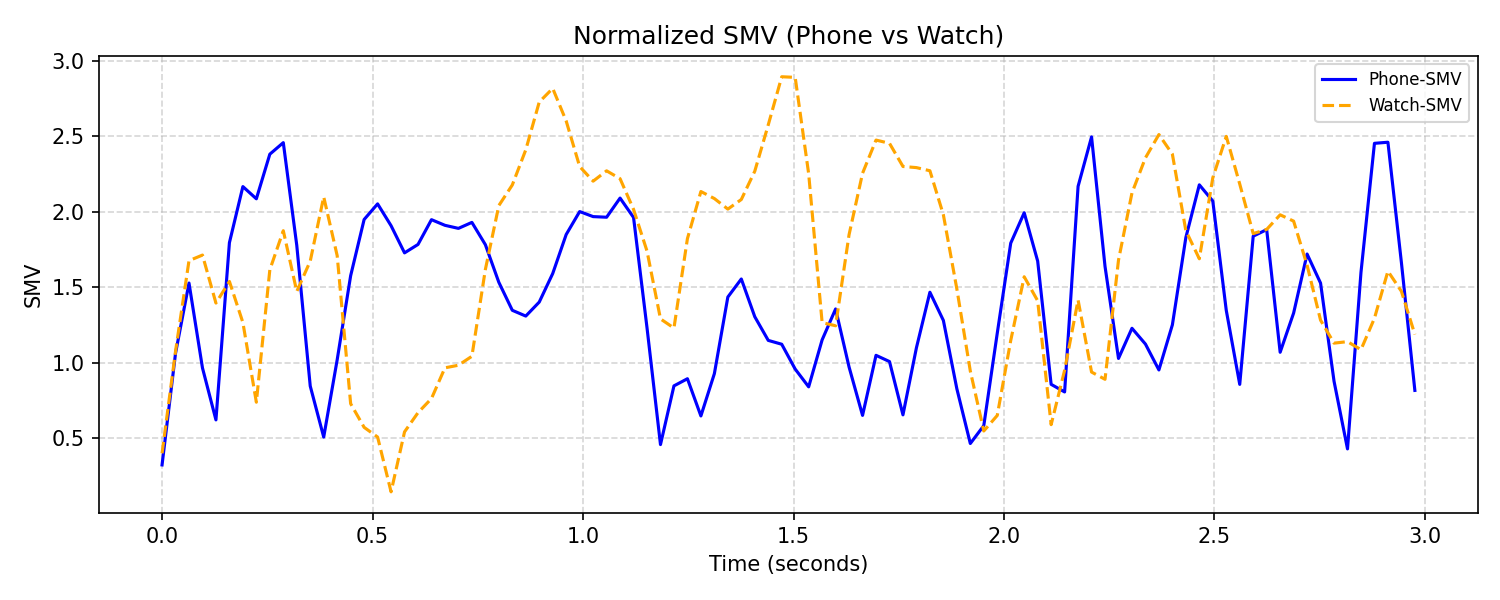 Normalized SMV (Phone vs Watch)
Phone-SMV
Watch-SMV
SMV
3.0
2.5
2.0
1.5
1.0
0.5
0.0 0.5 1.0 1.5 2.0 2.5 3.0
Time (seconds)